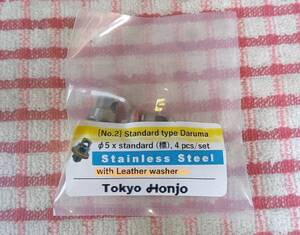 [No.2] Standard type Daruma
φ5 x standard (標), 4 pcs/set
Stainless Steel
with Leather washer
Tokyo Honjo